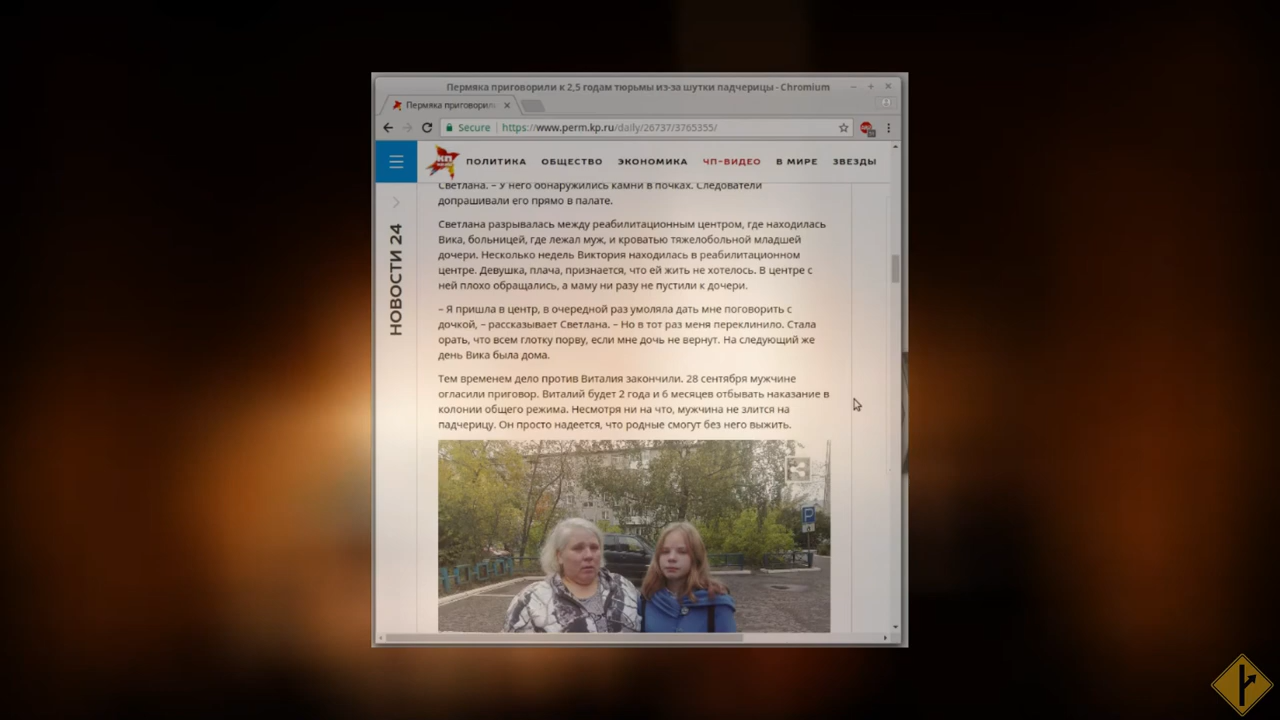 Пермяка приговорили к 2,5 годам тюрьмы из-за шутки падчерицы - Chromium
Пермяка приговорил
Secure https://www.perm.kp.ru/daily/26737/3765355/
ПОЛИТИКА ОБЩЕСТВО ЭКОНОМИКА ЧП-ВИДЕО В МИРЕ ЗВЕЗДЫ
НОВОСТИ 24
Светлана. – У него обнаружились камни в почках. Следователи
допрашивали его прямо в палате.
Светлана разрывалась между реабилитационным центром, где находилась
Вика, больницей, где лежал муж, и кроватью тяжелобольной младшей
дочери. Несколько недель Виктория находилась в реабилитационном
центре. Девушка, плача, признается, что ей жить не хотелось. В центре с
ней плохо обращались, а маму ни разу не пустили к дочери.
– Я пришла в центр, в очередной раз умоляла дать мне поговорить с
дочкой, – рассказывает Светлана. – Но в тот раз меня переклинило. Стала
орать, что всем глотку порву, если мне дочь не вернут. На следующий же
день Вика была дома.
Тем временем дело против Виталия закончили. 28 сентября мужчине
огласили приговор. Виталий будет 2 года и 6 месяцев отбывать наказание в
колонии общего режима. Несмотря ни на что, мужчина не злится на
падчерицу. Он просто надеется, что родные смогут без него выжить.
P